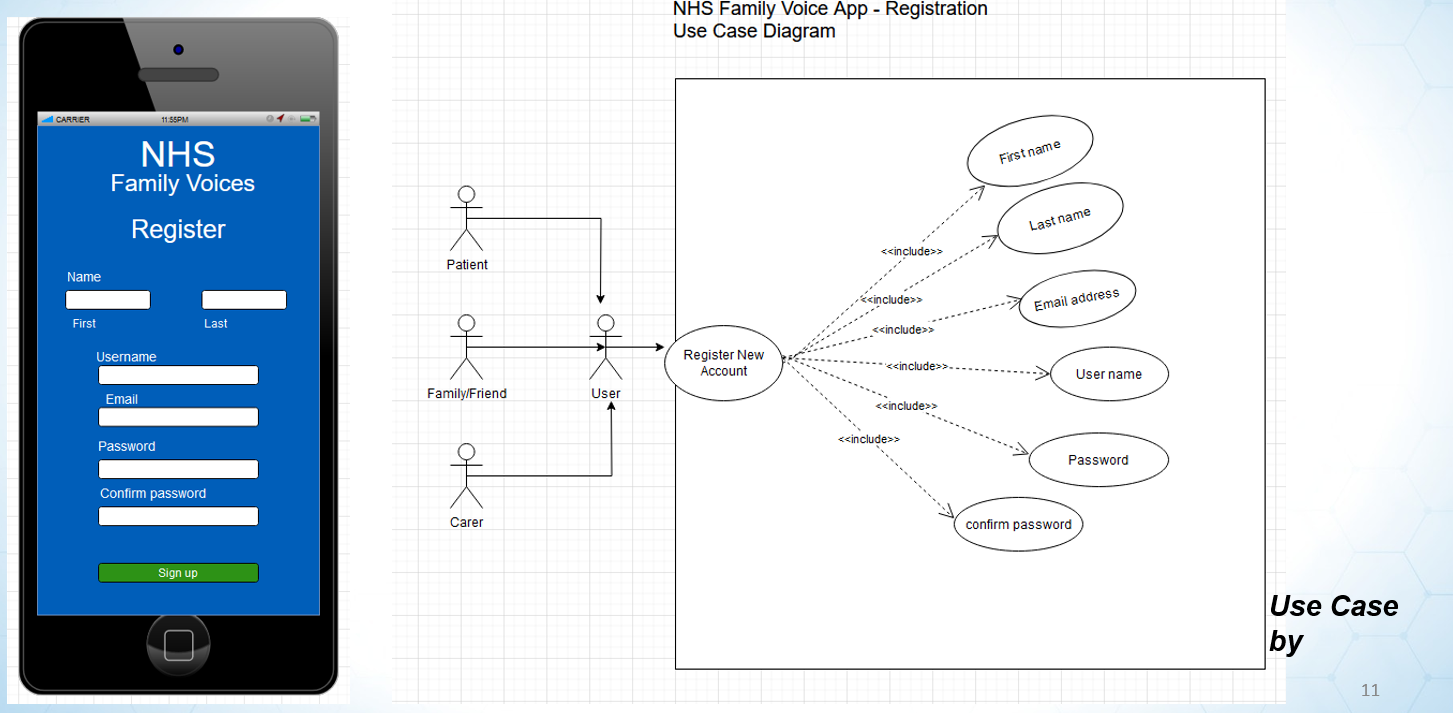 NHS Family Voice App - Registration
Use Case Diagram
CARRIER
11:55PM
NHS
Family Voices
Register
Name
First
Last
Username
Email
Password
Confirm password
Sign up
Patient
Family/Friend
User
Carer
Register New
Account
<<include>>
<<include>>
<<include>>
<<include>>
<<include>>
<<include>>
First name
Last name
Email address
User name
Password
confirm password
Use Case
by
11